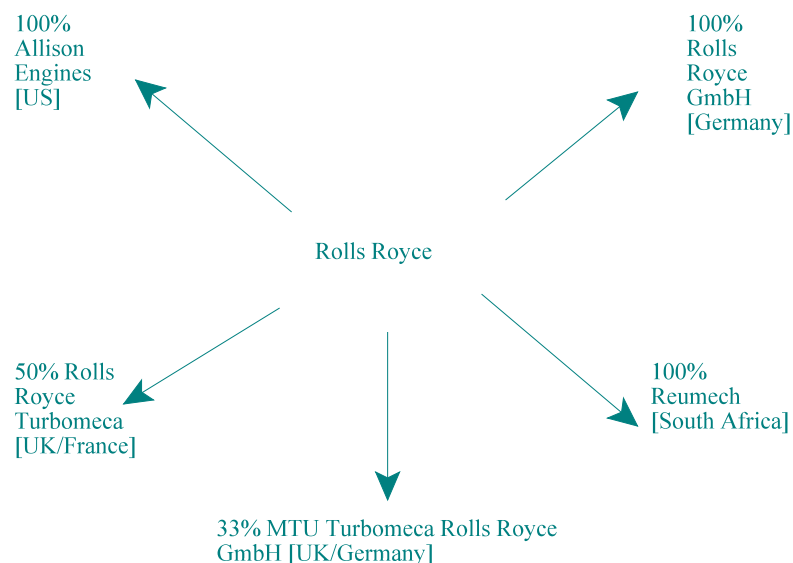 100%
Allison
Engines
[US]
100%
Rolls
Royce
GmbH
[Germany]
Rolls Royce
50% Rolls
Royce
Turbomeca
[UK/France]
100%
Reumech
[South Africa]
33% MTU Turbomeca Rolls Royce
GmbH [UK/Germany]